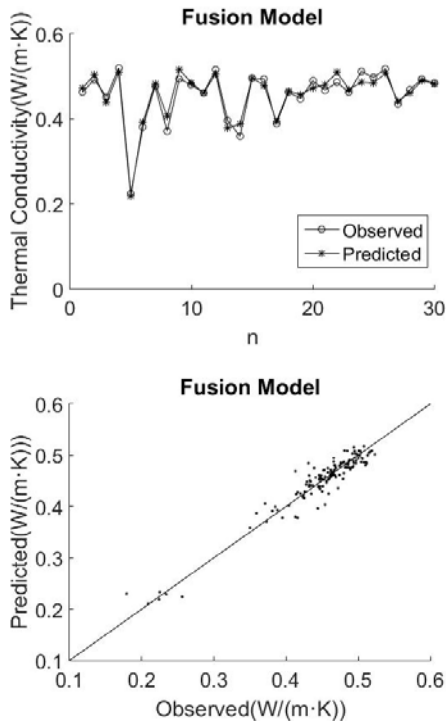 Fusion Model
Thermal Conductivity(W/(m·K))
0.6
0.4
0.2
0
Observed
Predicted
0
10
20
30
n
Fusion Model
Predicted(W/(m·K)))
0.6
0.5
0.4
0.3
0.2
0.1
0.1
0.2
0.3
0.4
0.5
0.6
Observed(W/(m·K))